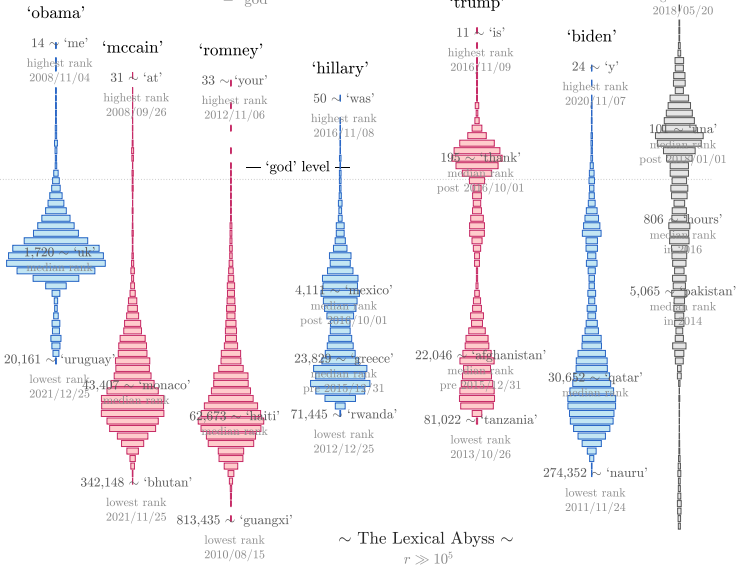 ‘obama’
14 ∼ ‘me’
highest rank
2008/11/04
1,720 ∼ ‘uk’
median rank
20,161 ∼ ‘uruguay’
lowest rank
2021/12/25
‘mccain’
31 ∼ ‘at’
highest rank
2008/09/26
43,407 ∼ ‘monaco’
median rank
342,148 ∼ ‘bhutan’
lowest rank
2021/11/25
‘romney’
33 ∼ ‘your’
highest rank
2012/11/06
62,673 ∼ ‘haiti’
median rank
813,435 ∼ ‘guangxi’
lowest rank
2010/08/15
‘hillary’
50 ∼ ‘was’
highest rank
2016/11/08
— ‘god’ level —
4,111 ∼ ‘mexico’
median rank
post 2016/10/01
23,829 ∼ ‘greece’
median rank
pre 2015/12/31
71,445 ∼ ‘rwanda’
lowest rank
2012/12/25
‘trump’
11 ∼ ‘is’
highest rank
2016/11/09
195 ∼ ‘thank’
median rank
post 2016/10/01
22,046 ∼ ‘afghanistan’
median rank
pre 2015/12/31
81,022 ∼ ‘tanzania’
lowest rank
2013/10/26
‘biden’
24 ∼ ‘y’
highest rank
2020/11/07
30,652 ∼ ‘qatar’
median rank
274,352 ∼ ‘nauru’
lowest rank
2011/11/24
2018/05/20
∼ ‘una’
median rank
post 2018/01/01
806 ∼ ‘hours’
median rank
in 2016
5,065 ∼ ‘pakistan’
median rank
in 2014
∼ The Lexical Abyss ∼
r ≫ 10⁵